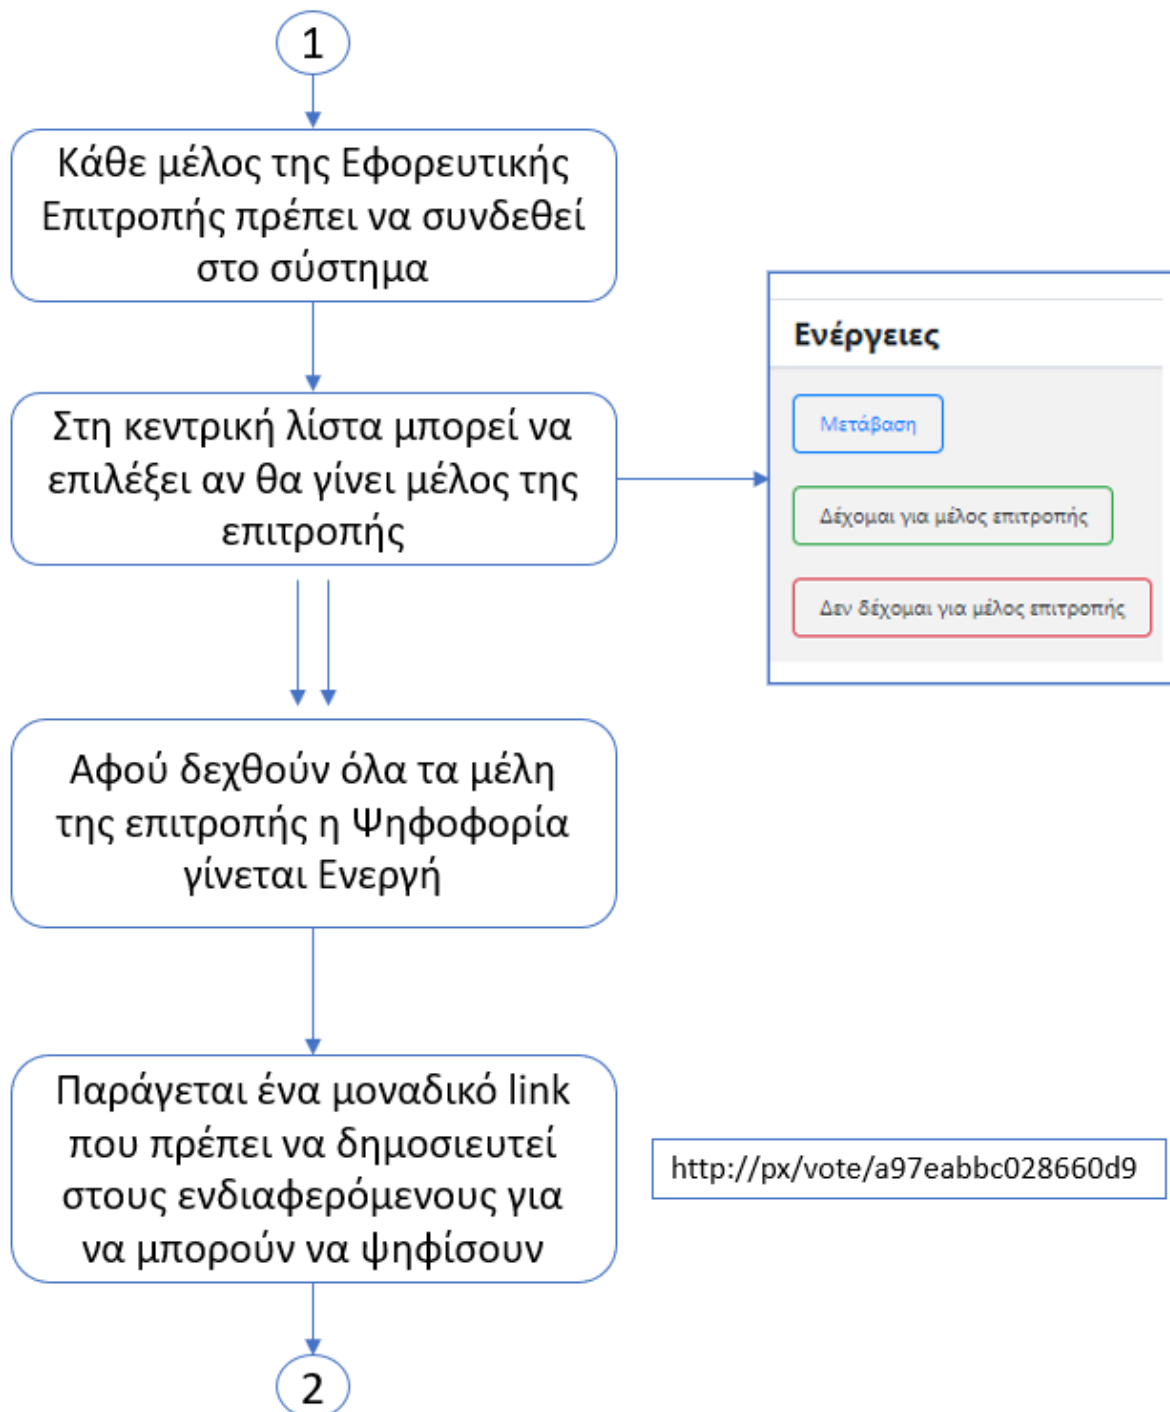 1
Κάθε μέλος της Εφορευτικής
Επιτροπής πρέπει να συνδεθεί
στο σύστημα
Στη κεντρική λίστα μπορεί να
επιλέξει αν θα γίνει μέλος της
επιτροπής
Ενέργειες
Μετάβαση
Δέχομαι για μέλος επιτροπής
Δεν δέχομαι για μέλος επιτροπής
Αφού δεχθούν όλα τα μέλη
της επιτροπής η Ψηφοφορία
γίνεται Ενεργή
Παράγεται ένα μοναδικό link
που πρέπει να δημοσιευτεί
στους ενδιαφερόμενους για
να μπορούν να ψηφίσουν
http://px/vote/a97eabbc028660d9
2